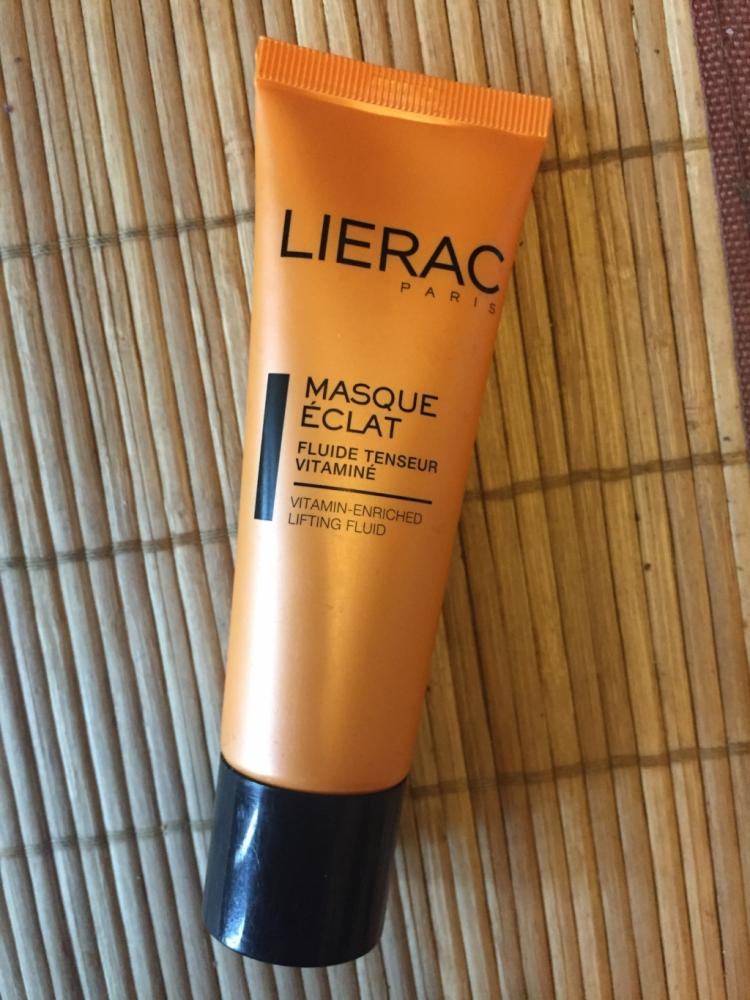 LIERAC
PARIS
MASQUE
ÉCLAT
FLUIDE TENSEUR
VITAMINÉ
VITAMIN-ENRICHED
LIFTING FLUID